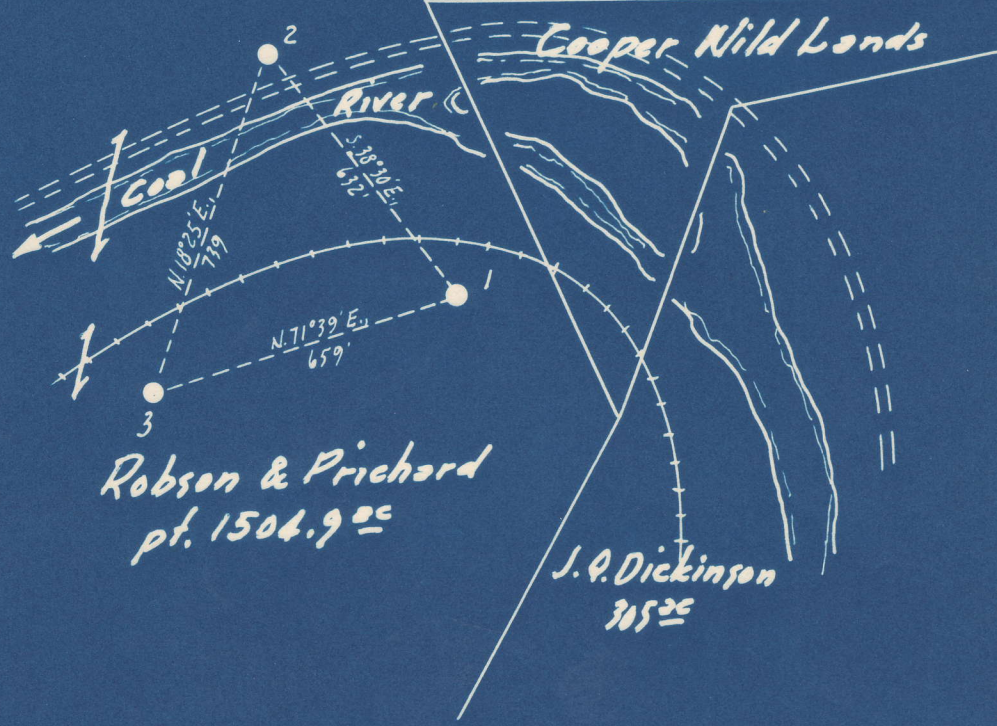 2
Cooper Wild Lands
River
Coal
S.38°30'E.,
632'
N.18°25'E.,
739
1
N.71°39'E.,
659'
3
Robson & Prichard
pt. 1504.9 ac
J.Q.Dickinson
305 ac